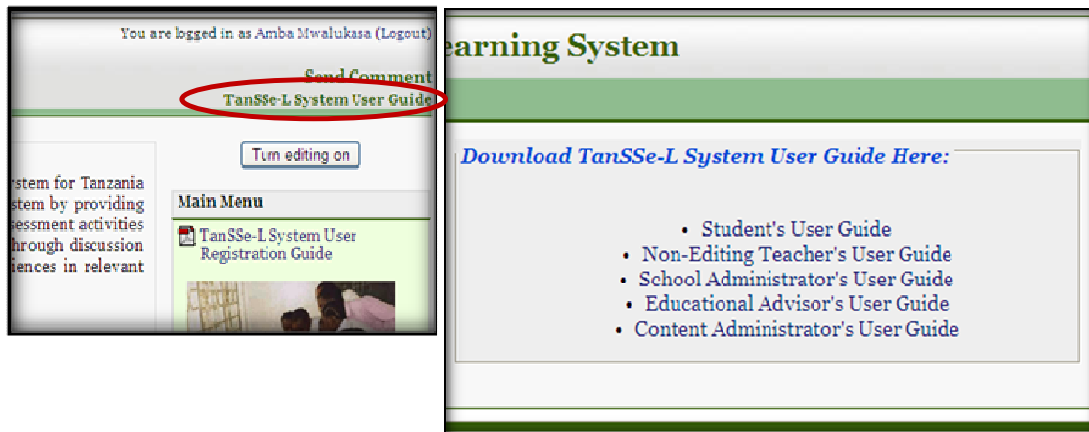 You are logged in as Amba Mwalukasa (Logout)
Send Comment
TanSSe-L System User Guide
Turn editing on
stem for Tanzania
stem by providing
sessment activities
hrough discussion
iences in relevant
Main Menu
TanSSe-L System User
Registration Guide
earning System
Download TanSSe-L System User Guide Here:
• Student's User Guide
• Non-Editing Teacher's User Guide
• School Administrator's User Guide
• Educational Advisor's User Guide
• Content Administrator's User Guide